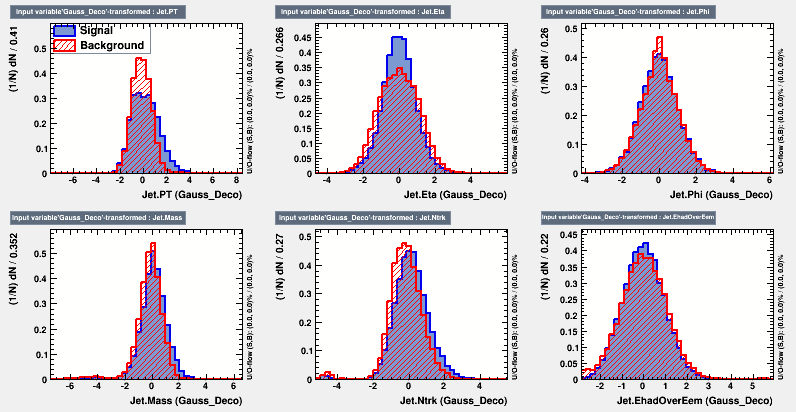 Input variable'Gauss_Deco'-transformed : Jet.PT
(1/N) dN / 0.41
Signal
Background
0.5
0.4
0.3
0.2
0.1
0
-6 -4 -2 0 2 4 6 8
Jet.PT (Gauss_Deco)
U/O-flow (S,B): (0.0, 0.0)% / (0.0, 0.0)%
Input variable'Gauss_Deco'-transformed : Jet.Eta
(1/N) dN / 0.266
0.5
0.45
0.4
0.35
0.3
0.25
0.2
0.15
0.1
0.05
0
-4 -2 0 2 4
Jet.Eta (Gauss_Deco)
U/O-flow (S,B): (0.0, 0.0)% / (0.0, 0.0)%
Input variable'Gauss_Deco'-transformed : Jet.Phi
(1/N) dN / 0.26
0.5
0.4
0.3
0.2
0.1
0
-4 -2 0 2 4 6
Jet.Phi (Gauss_Deco)
U/O-flow (S,B): (0.0, 0.0)% / (0.0, 0.0)%
Input variable'Gauss_Deco'-transformed : Jet.Mass
(1/N) dN / 0.352
0.5
0.4
0.3
0.2
0.1
0
-6 -4 -2 0 2 4 6
Jet.Mass (Gauss_Deco)
U/O-flow (S,B): (0.0, 0.0)% / (0.0, 0.0)%
Input variable'Gauss_Deco'-transformed : Jet.Ntrk
(1/N) dN / 0.27
0.5
0.4
0.3
0.2
0.1
0
-4 -2 0 2 4
Jet.Ntrk (Gauss_Deco)
U/O-flow (S,B): (0.0, 0.0)% / (0.0, 0.0)%
Input variable'Gauss_Deco'-transformed : Jet.EhadOverEem
(1/N) dN / 0.22
0.45
0.4
0.35
0.3
0.25
0.2
0.15
0.1
0.05
0
-2 -1 0 1 2 3 4 5
Jet.EhadOverEem (Gauss_Deco)
U/O-flow (S,B): (0.0, 0.0)% / (0.0, 0.0)%